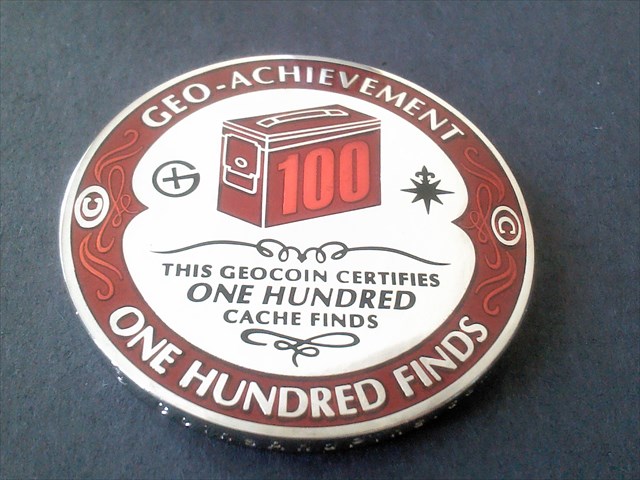 GEO-ACHIEVEMENT
100
C
C
THIS GEOCOIN CERTIFIES
ONE HUNDRED
CACHE FINDS
ONE HUNDRED FINDS